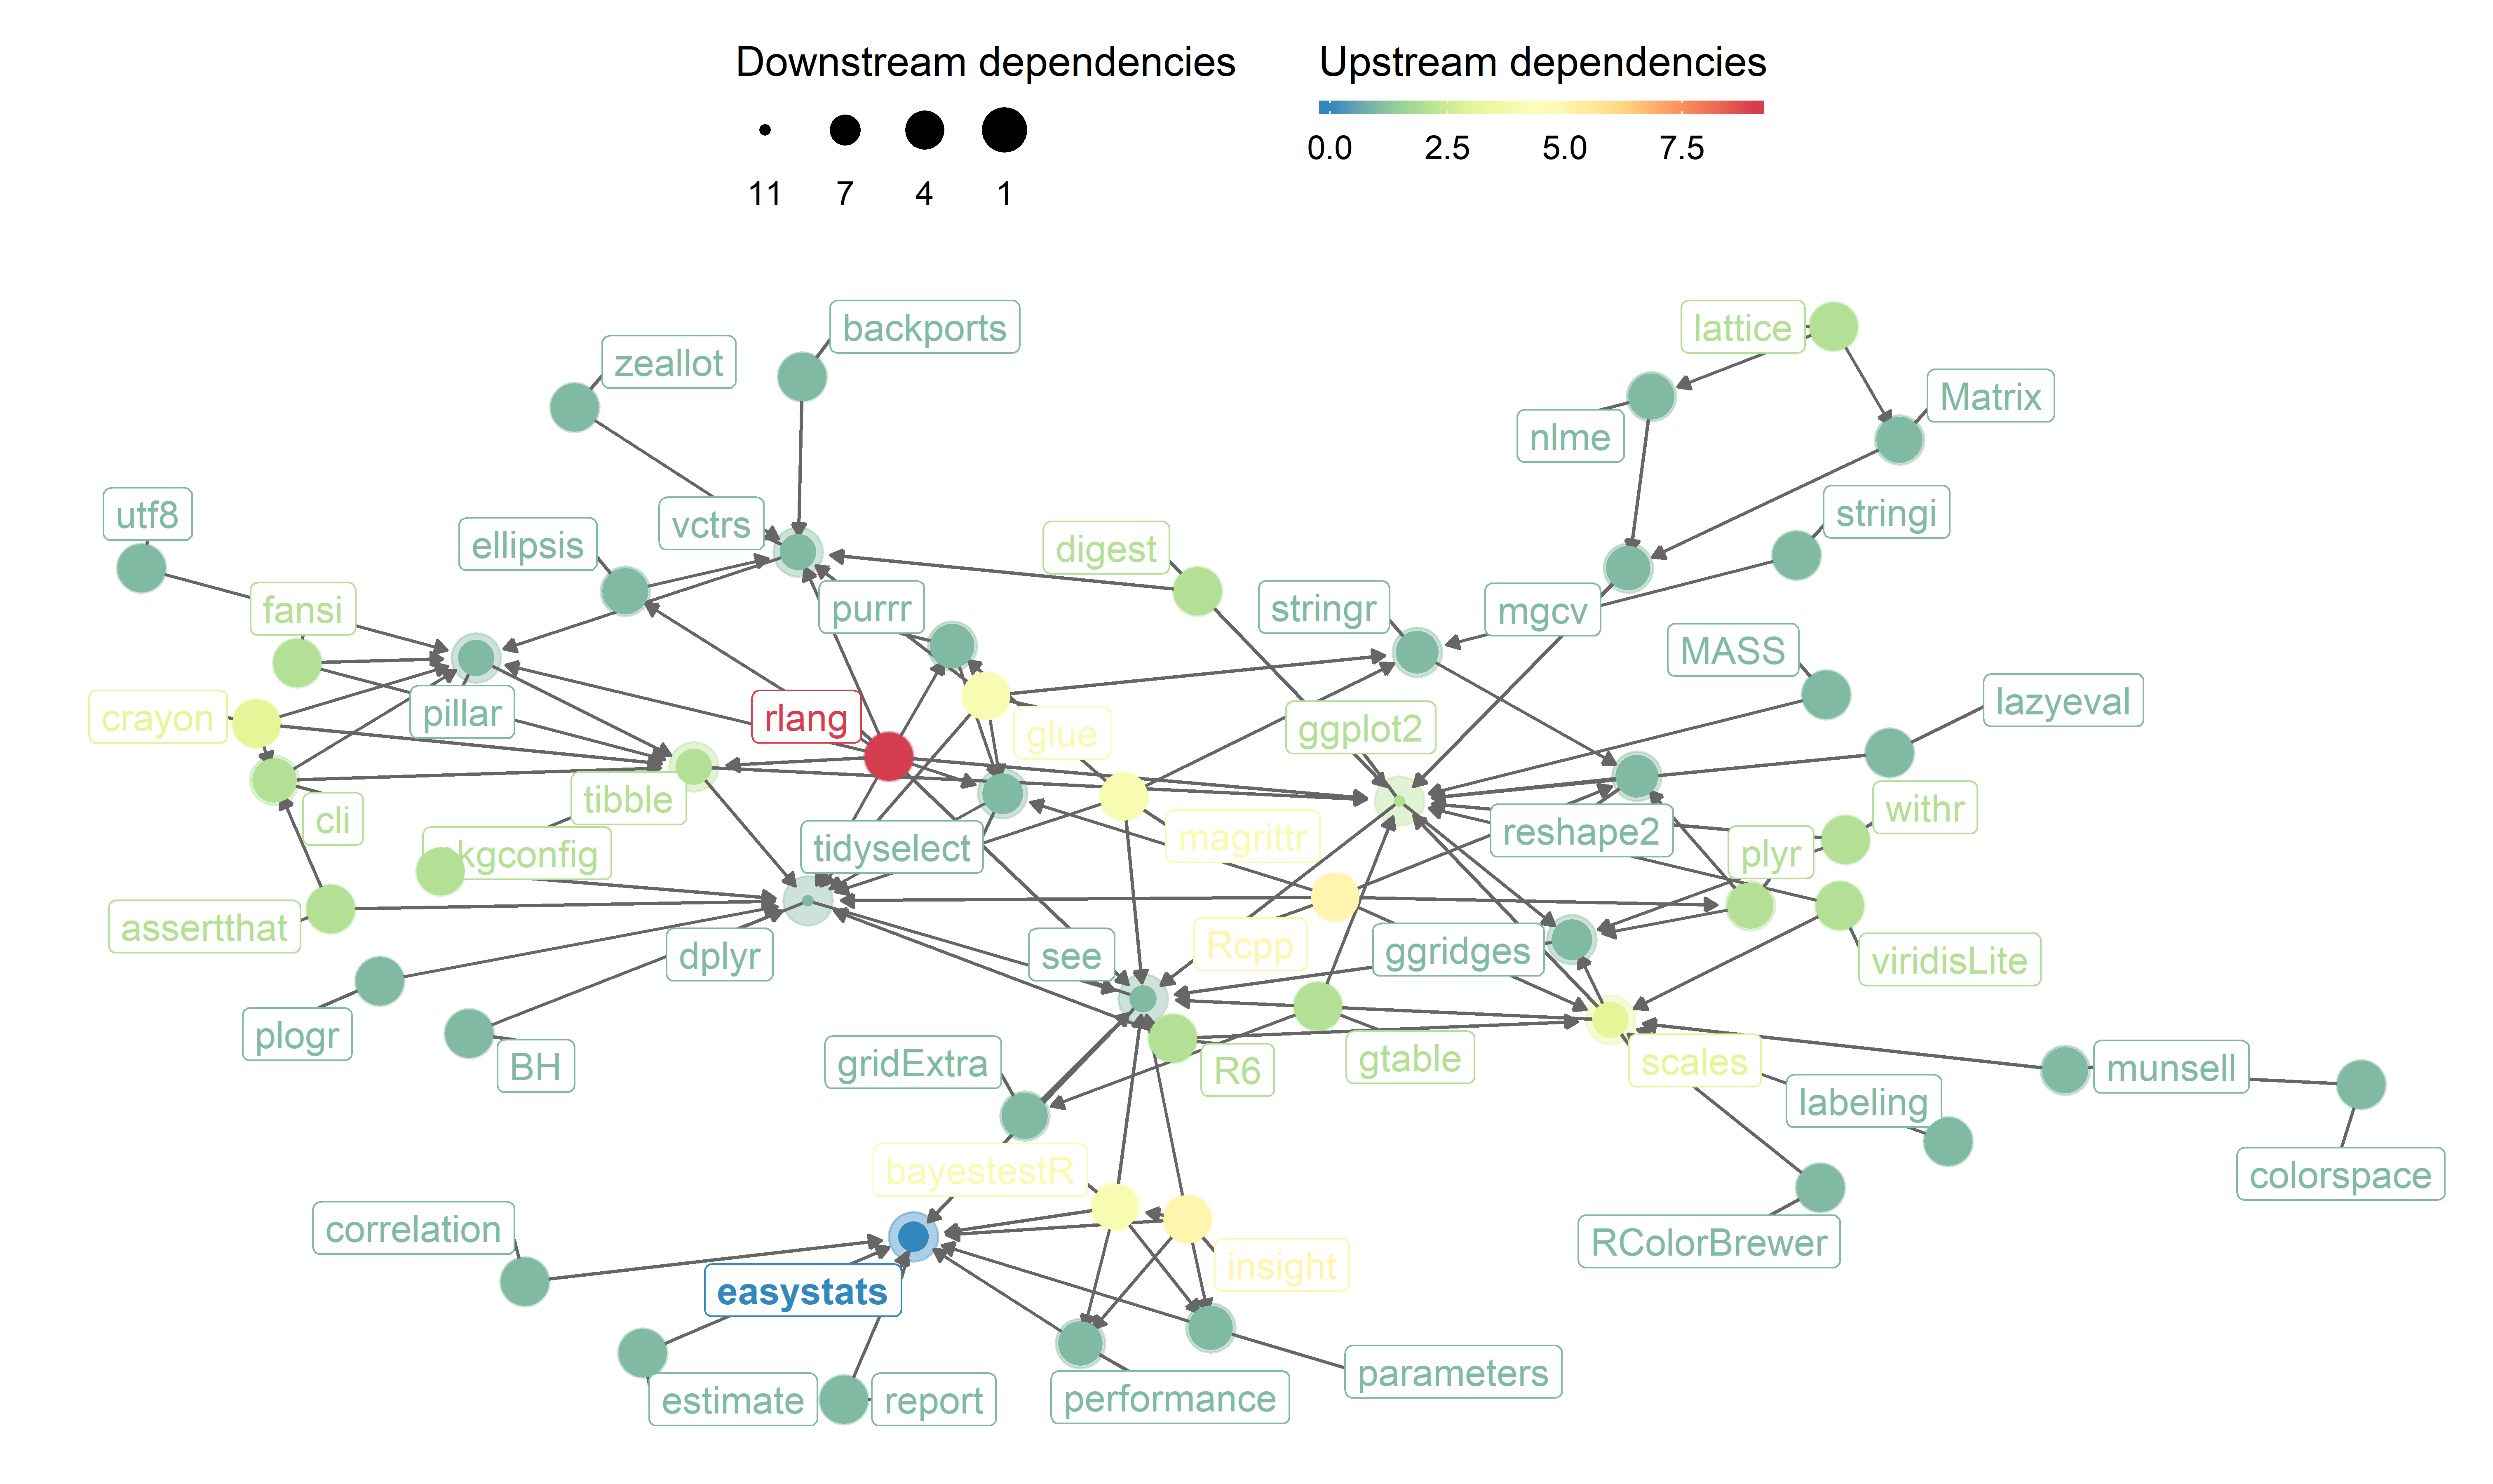 Downstream dependencies
11 7 4 1
Upstream dependencies
0.0 2.5 5.0 7.5
backports
lattice
zeallot
Matrix
nlme
utf8
vctrs
stringi
ellipsis
digest
fansi
purrr
stringr
mgcv
MASS
crayon
pillar
rlang
glue
ggplot2
lazyeval
tibble
withr
cli
reshape2
magrittr
tidyselect
plyr
kgconfig
assertthat
dplyr
see
Rcpp
ggridges
viridisLite
plogr
BH
gridExtra
R6
gtable
scales
munsell
labeling
bayestestR
colorspace
correlation
RColorBrewer
insight
easystats
parameters
estimate
report
performance